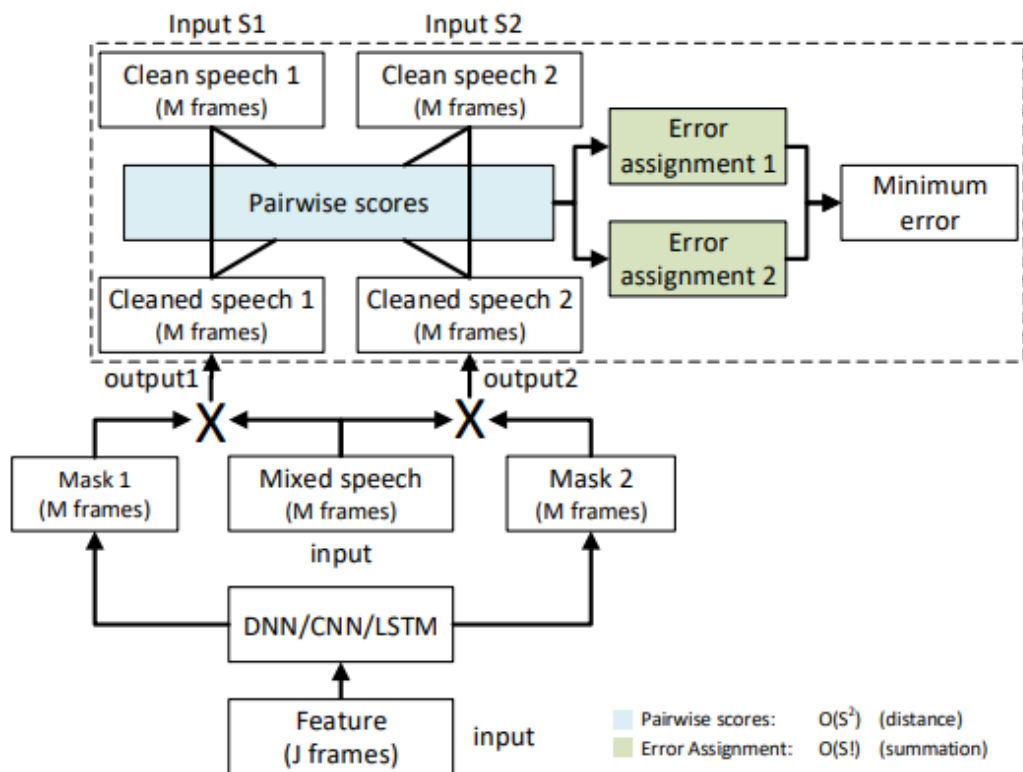 Input S1
Input S2
Clean speech 1
(M frames)
Clean speech 2
(M frames)
Pairwise scores
Error
assignment 1
Error
assignment 2
Minimum
error
Cleaned speech 1
(M frames)
Cleaned speech 2
(M frames)
output1
output2
X
X
Mask 1
(M frames)
Mixed speech
(M frames)
Mask 2
(M frames)
input
DNN/CNN/LSTM
Feature
(J frames)
input
Pairwise scores: O(S²) (distance)
Error Assignment: O(S!) (summation)